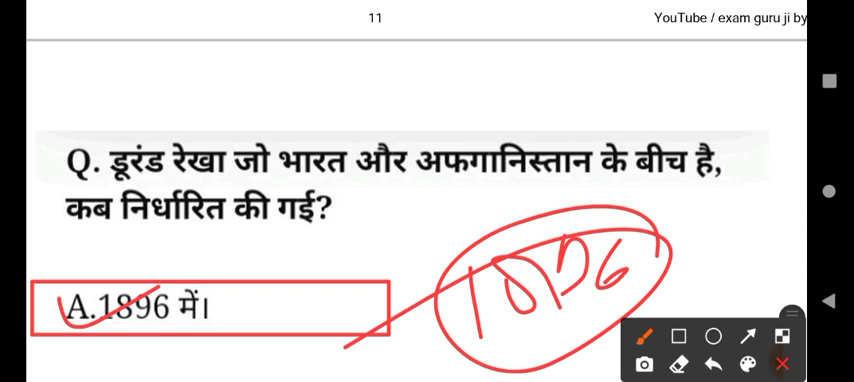 11
YouTube / exam guru ji by
Q. डूरंड रेखा जो भारत और अफगानिस्तान के बीच है,
कब निर्धारित की गई?
A.1896 में।
1896